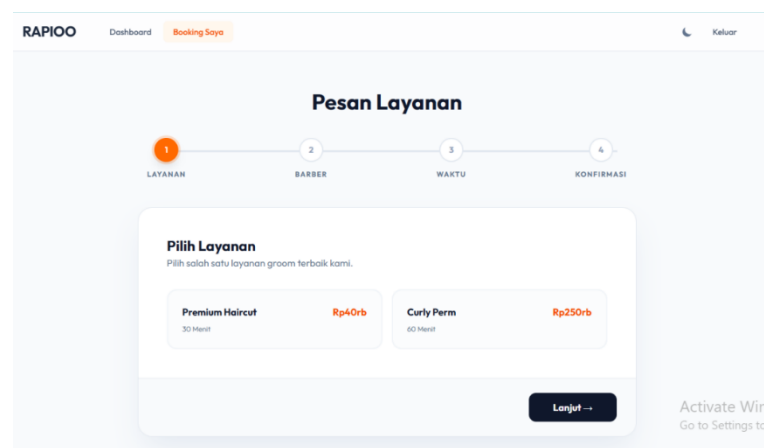 RAPIOO Dashboard Booking Saya Keluar
Pesan Layanan
1 2 3 4
LAYANAN BARBER WAKTU KONFIRMASI
Pilih Layanan
Pilih salah satu layanan groom terbaik kami.
Premium Haircut Rp40rb Curly Perm Rp250rb
30 Menit 60 Menit
Lanjut →
Activate Win
Go to Settings to